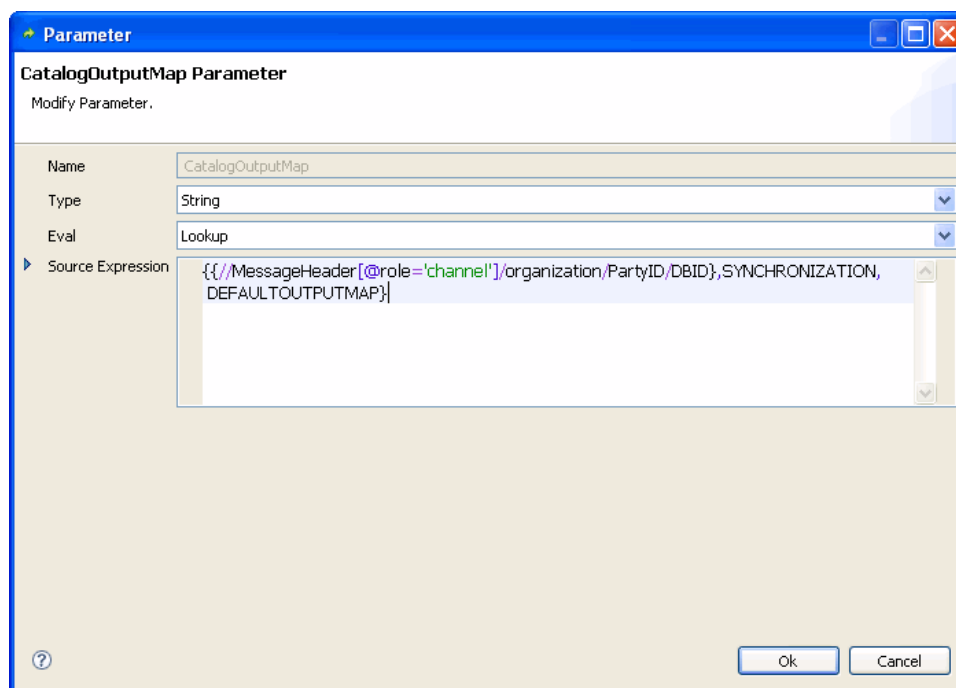 Parameter
CatalogOutputMap Parameter
Modify Parameter.
Name CatalogOutputMap
Type String
Eval Lookup
Source Expression {{//MessageHeader[@role='channel']/organization/PartyID/DBID},SYNCHRONIZATION,
DEFAULTOUTPUTMAP}
?
Ok Cancel